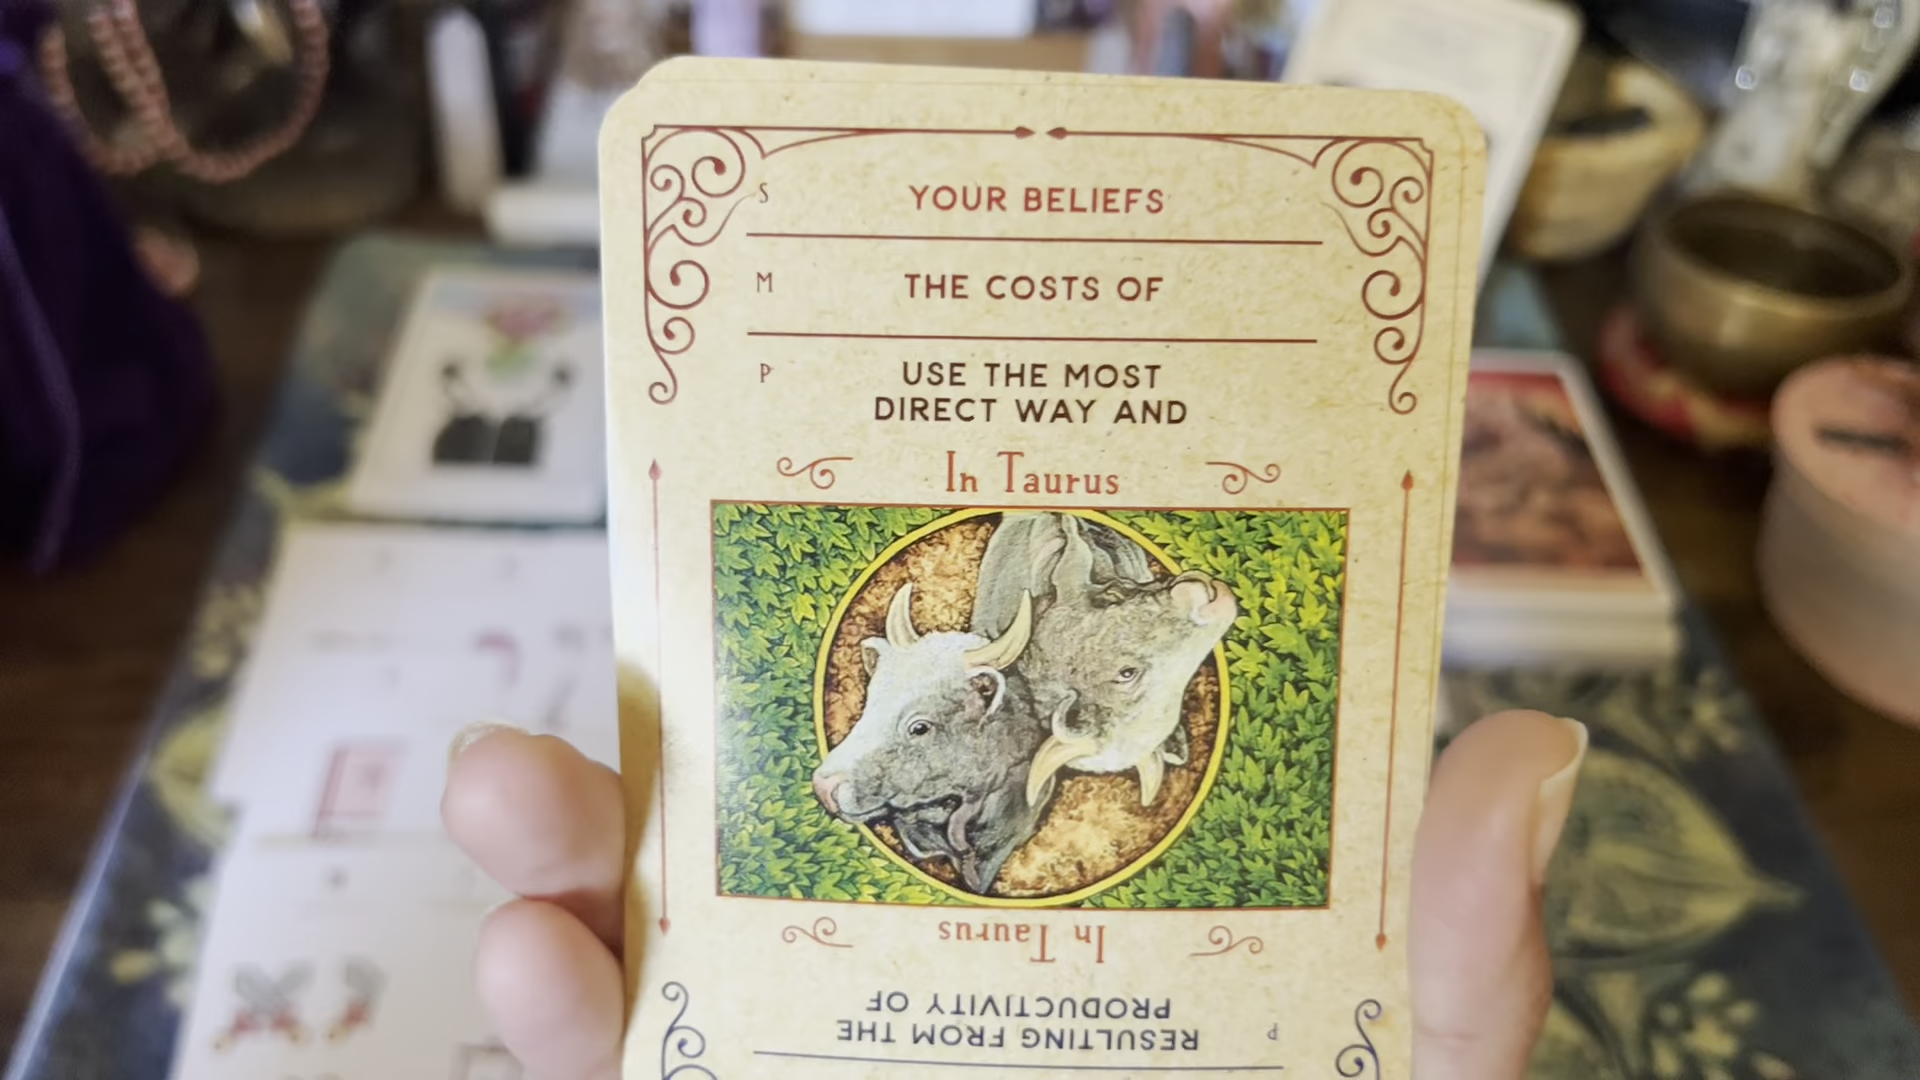 S YOUR BELIEFS
M THE COSTS OF
P USE THE MOST
DIRECT WAY AND
In Taurus
In Taurus
PRODUCTIVITY OF
P RESULTING FROM THE